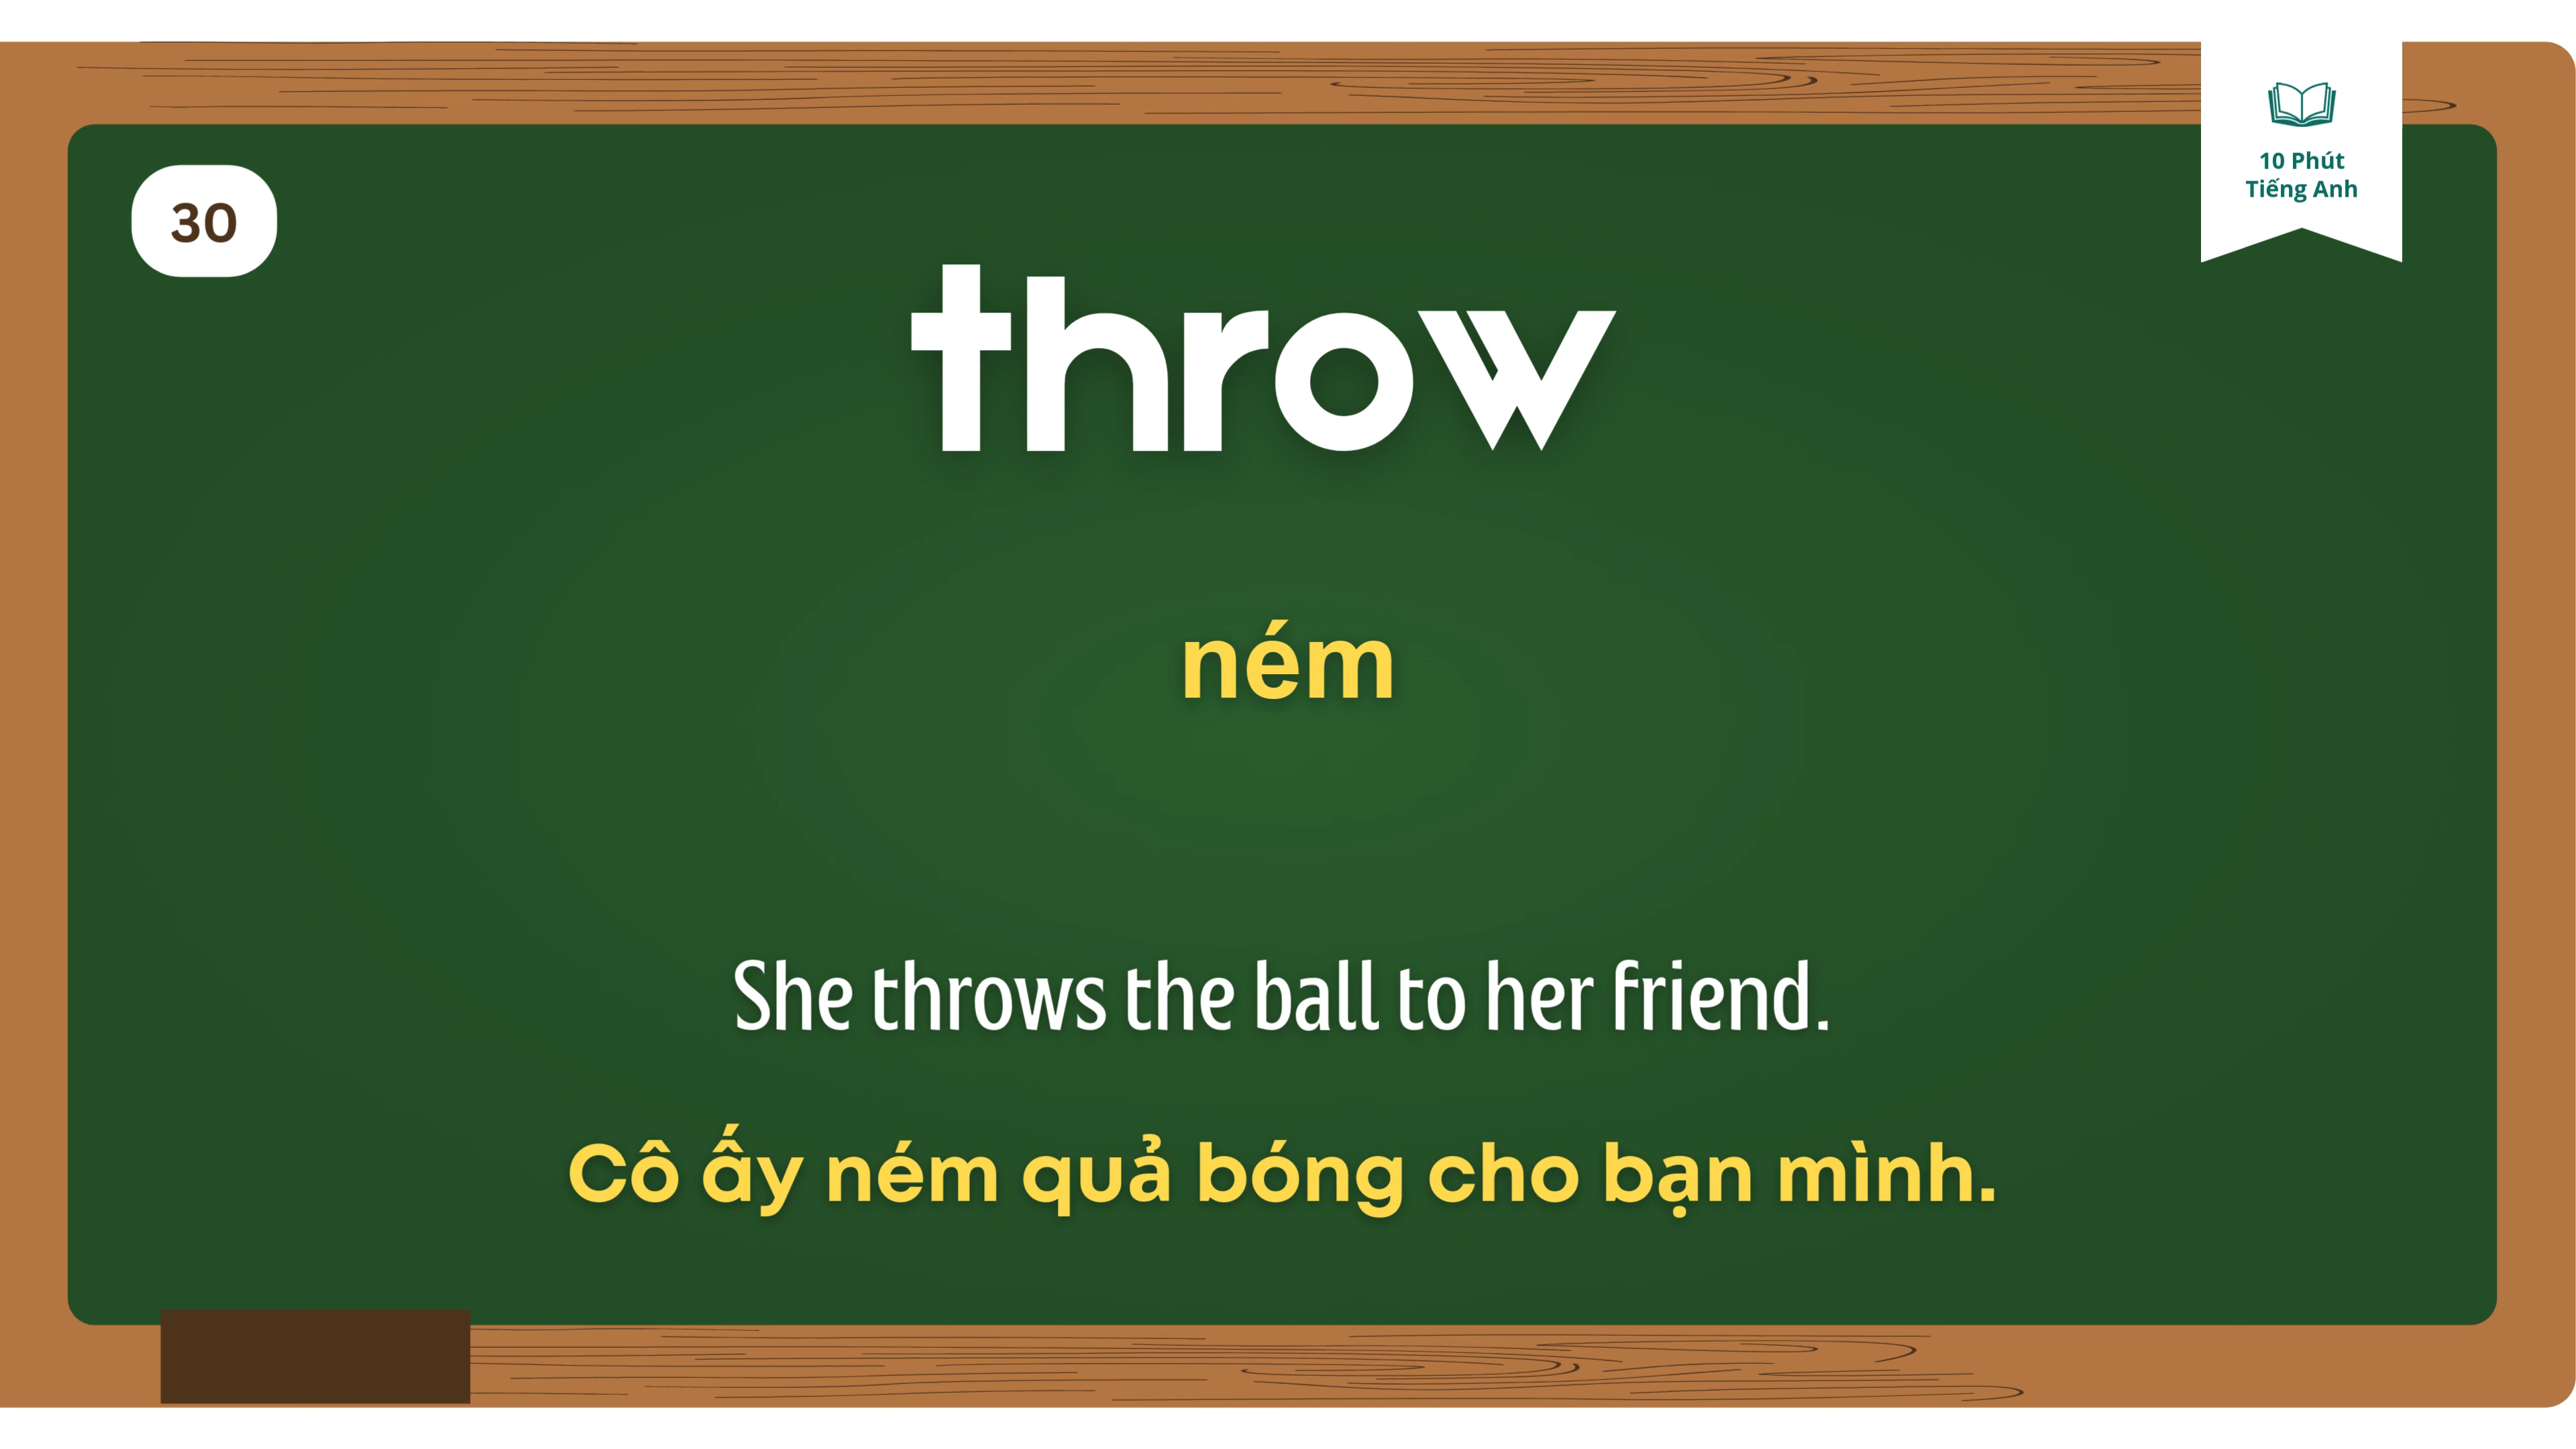 10 Phút
Tiếng Anh
30
throw
ném
She throws the ball to her friend.
Cô ấy ném quả bóng cho bạn mình.